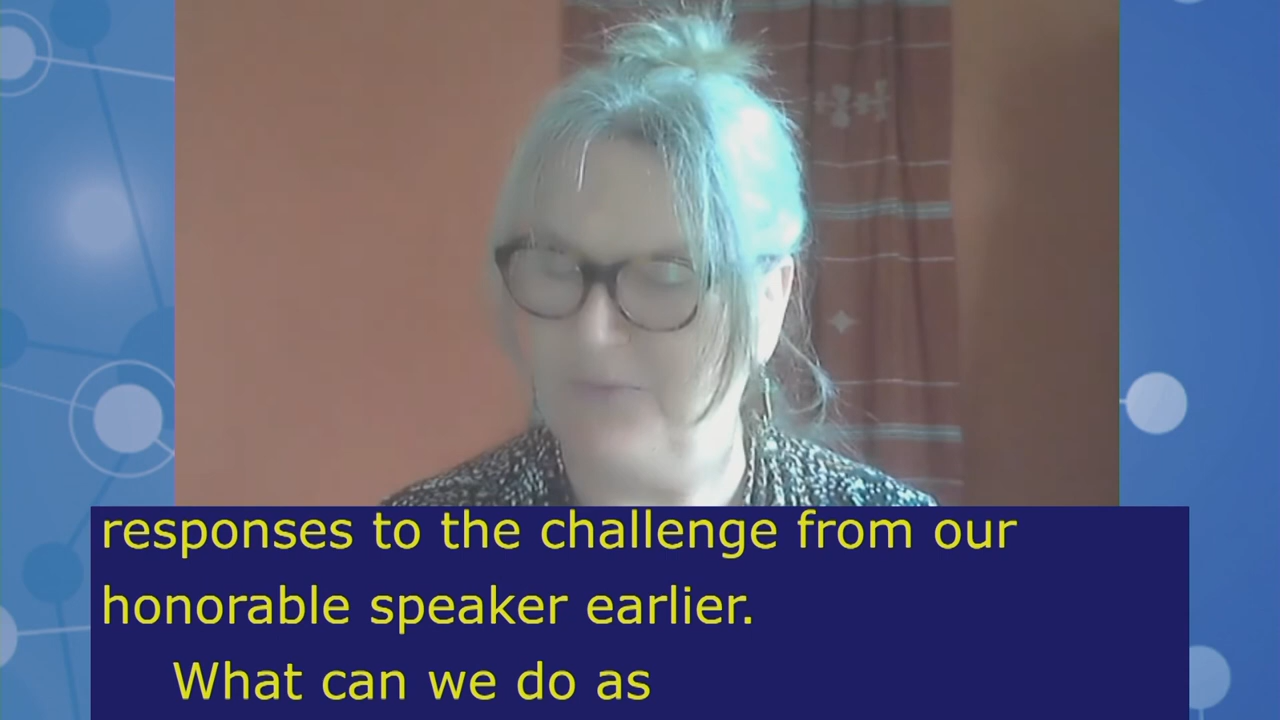 responses to the challenge from our
honorable speaker earlier.
What can we do as